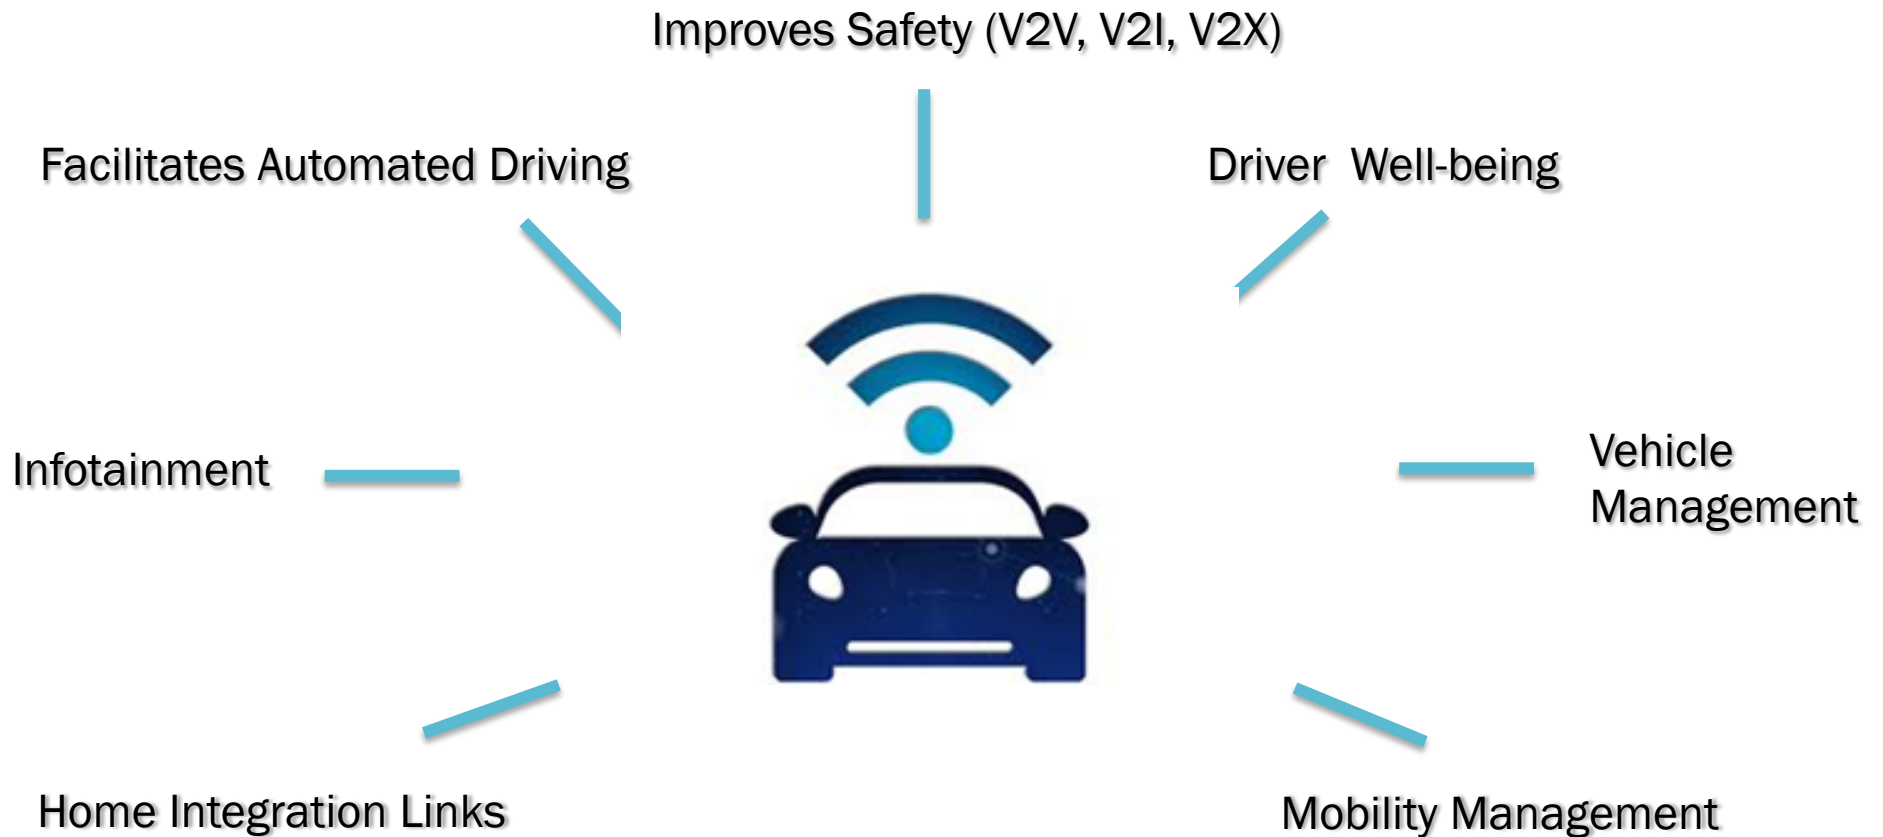 Improves Safety (V2V, V2I, V2X)
Facilitates Automated Driving
Driver  Well-being
Infotainment
Vehicle
Management
Home Integration Links
Mobility Management